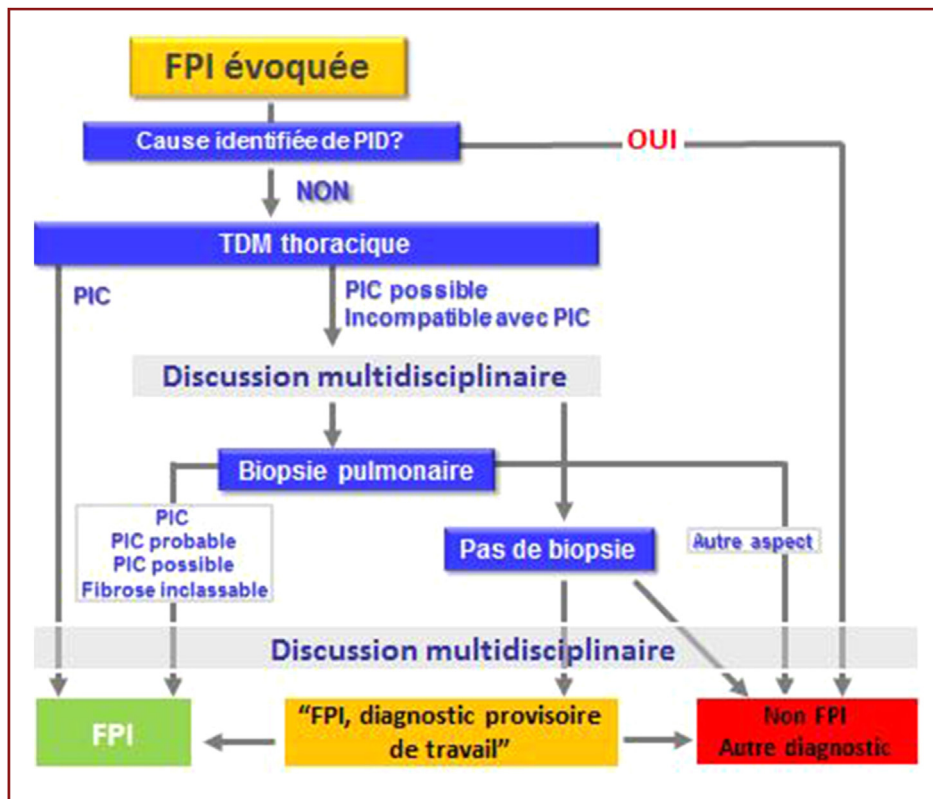 FPI évoquée
Cause identifiée de PID?
OUI
NON
TDM thoracique
PIC
PIC possible
Incompatible avec PIC
Discussion multidisciplinaire
Biopsie pulmonaire
PIC
PIC probable
PIC possible
Fibrose inclassable
Pas de biopsie
Autre aspect
Discussion multidisciplinaire
FPI
“FPI, diagnostic provisoire
de travail”
Non FPI
Autre diagnostic